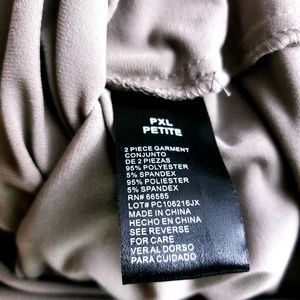 PXL
PETITE
2 PIECE GARMENT
CONJUNTO
DE 2 PIEZAS
95% POLYESTER
5% SPANDEX
95% POLIESTER
5% SPANDEX
RN# 66585
LOT# PC106216JX
MADE IN CHINA
HECHO EN CHINA
SEE REVERSE
FOR CARE
VER AL DORSO
PARA CUIDADO